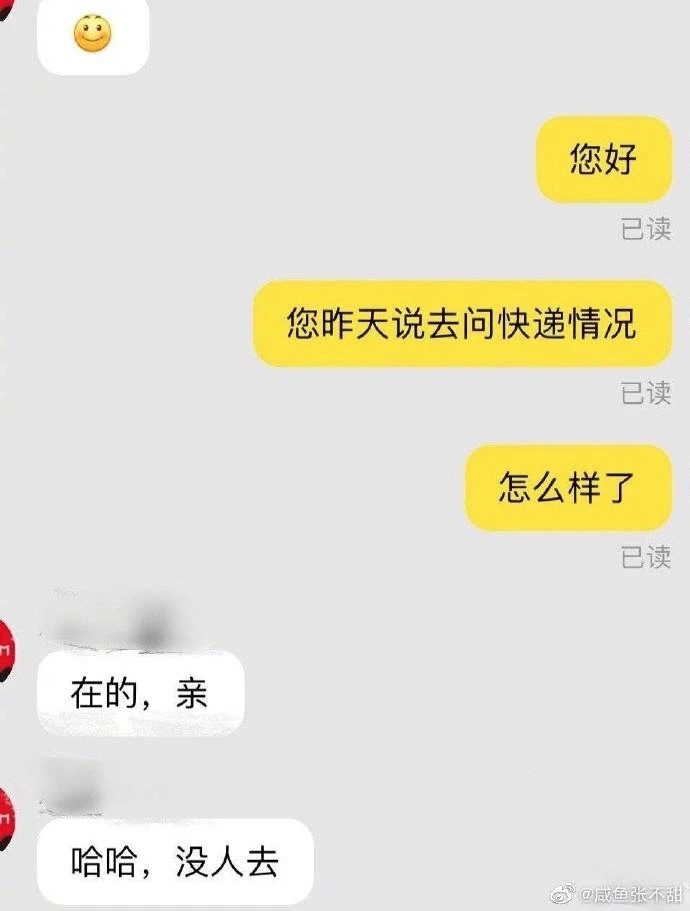 您好
已读
您昨天说去问快递情况
已读
怎么样了
已读
在的，亲
哈哈，没人去
@咸鱼张不甜